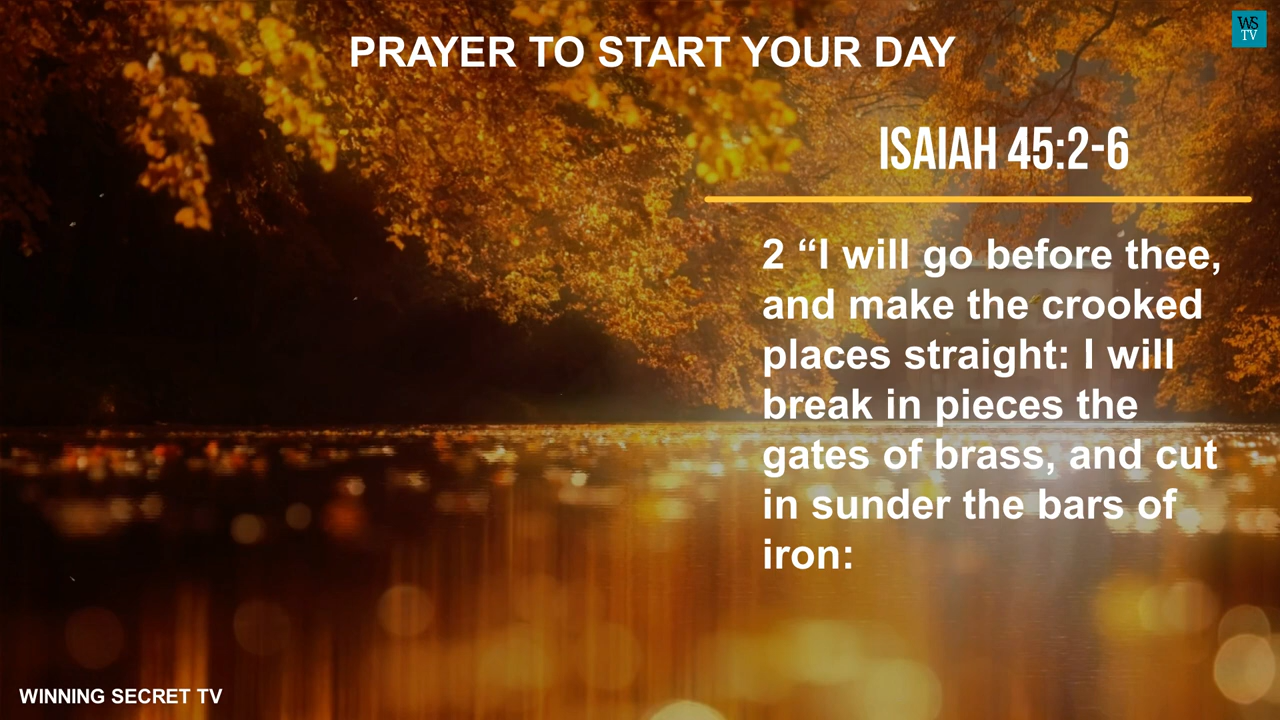 WS
TV
PRAYER TO START YOUR DAY
ISAIAH 45:2-6
2 “I will go before thee,
and make the crooked
places straight: I will
break in pieces the
gates of brass, and cut
in sunder the bars of
iron:
WINNING SECRET TV